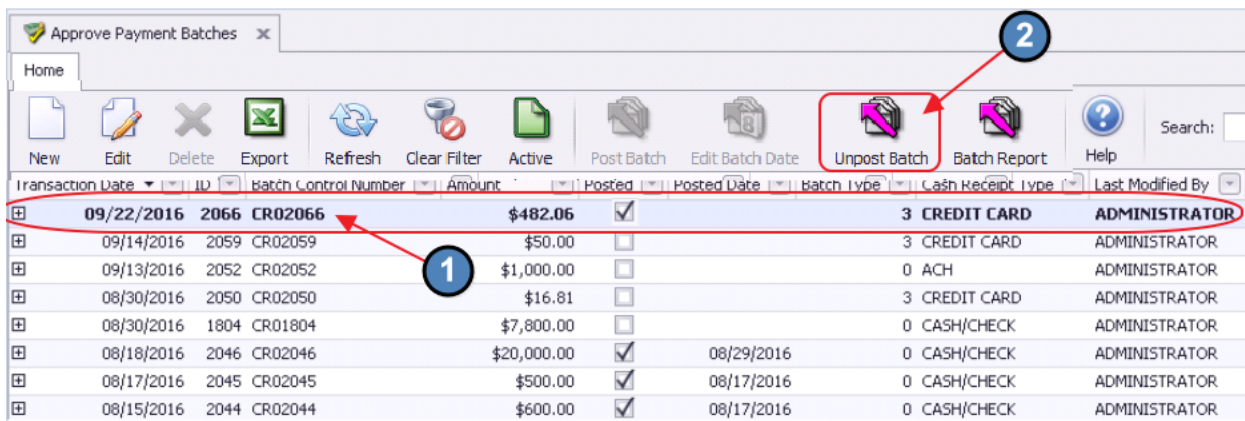 Approve Payment Batches x
2
Home
New Edit Delete Export Refresh Clear Filter Active Post Batch 8 Edit Batch Date Unpost Batch Batch Report ? Help Search:
Transaction Date ID Batch Control Number Amount Posted Posted Date Batch Type Cash Receipt Type Last Modified By
09/22/2016 2066 CR02066 $482.06 3 CREDIT CARD ADMINISTRATOR
09/14/2016 2059 CR02059 $50.00 3 CREDIT CARD ADMINISTRATOR
1
09/13/2016 2052 CR02052 $1,000.00 0 ACH ADMINISTRATOR
08/30/2016 2050 CR02050 $16.81 3 CREDIT CARD ADMINISTRATOR
08/30/2016 1804 CR01804 $7,800.00 0 CASH/CHECK ADMINISTRATOR
08/18/2016 2046 CR02046 $20,000.00 08/29/2016 0 CASH/CHECK ADMINISTRATOR
08/17/2016 2045 CR02045 $500.00 08/17/2016 0 CASH/CHECK ADMINISTRATOR
08/15/2016 2044 CR02044 $600.00 08/17/2016 0 CASH/CHECK ADMINISTRATOR